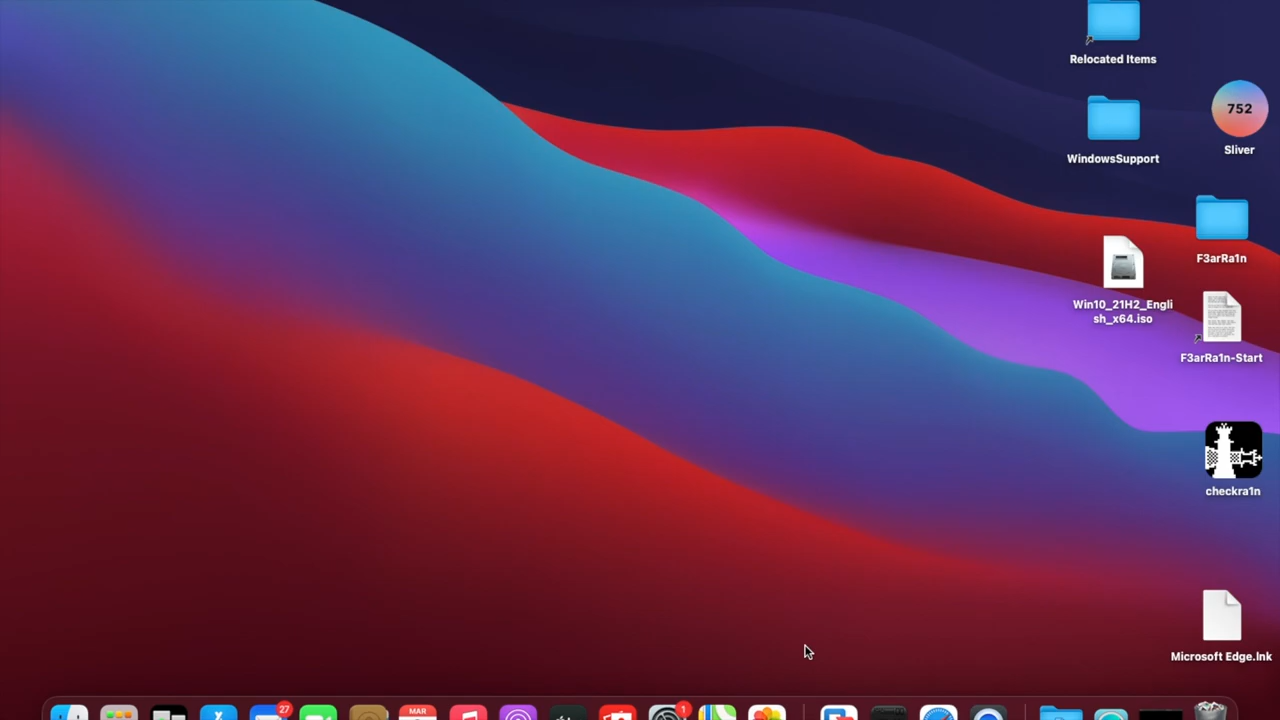 Relocated Items
752
Sliver
WindowsSupport
F3arRa1n
Win10_21H2_Engli
sh_x64.iso
F3arRa1n-Start
checkra1n
Microsoft Edge.lnk
27
MAR
1